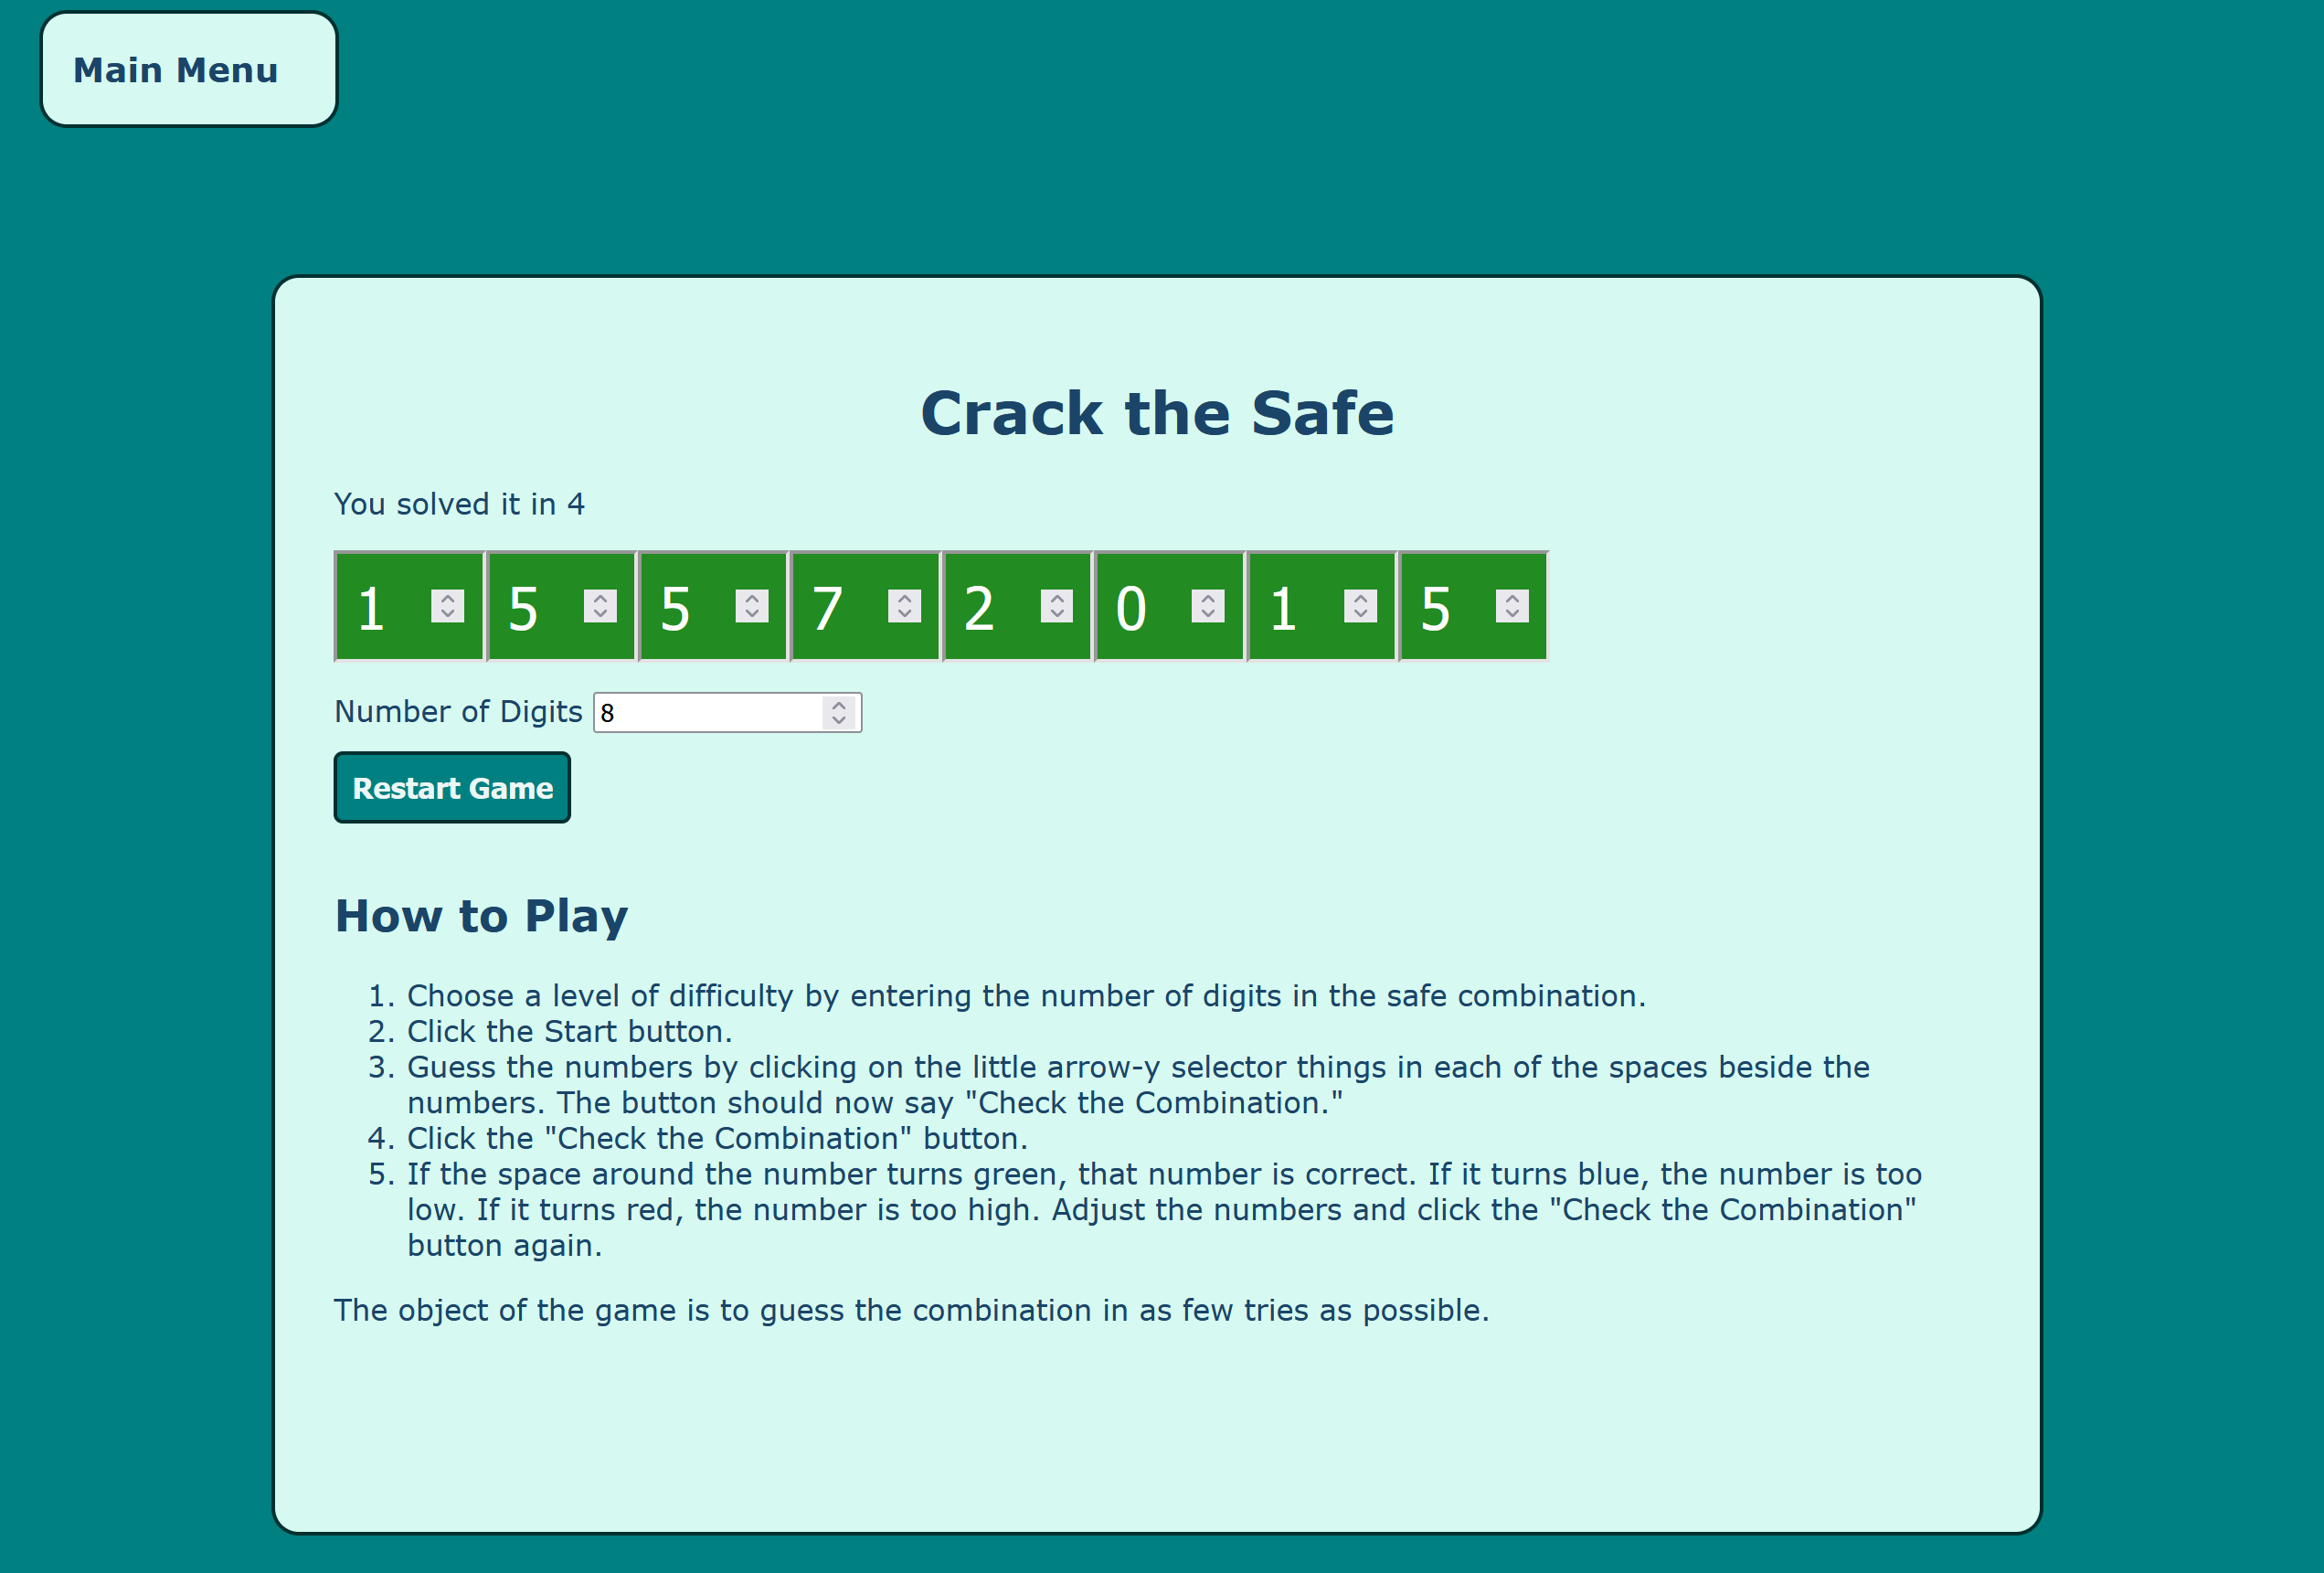 Main Menu
Crack the Safe
You solved it in 4
1 5 5 7 2 0 1 5
Number of Digits 8
Restart Game
How to Play
1. Choose a level of difficulty by entering the number of digits in the safe combination.
2. Click the Start button.
3. Guess the numbers by clicking on the little arrow-y selector things in each of the spaces beside the
numbers. The button should now say "Check the Combination."
4. Click the "Check the Combination" button.
5. If the space around the number turns green, that number is correct. If it turns blue, the number is too
low. If it turns red, the number is too high. Adjust the numbers and click the "Check the Combination"
button again.
The object of the game is to guess the combination in as few tries as possible.